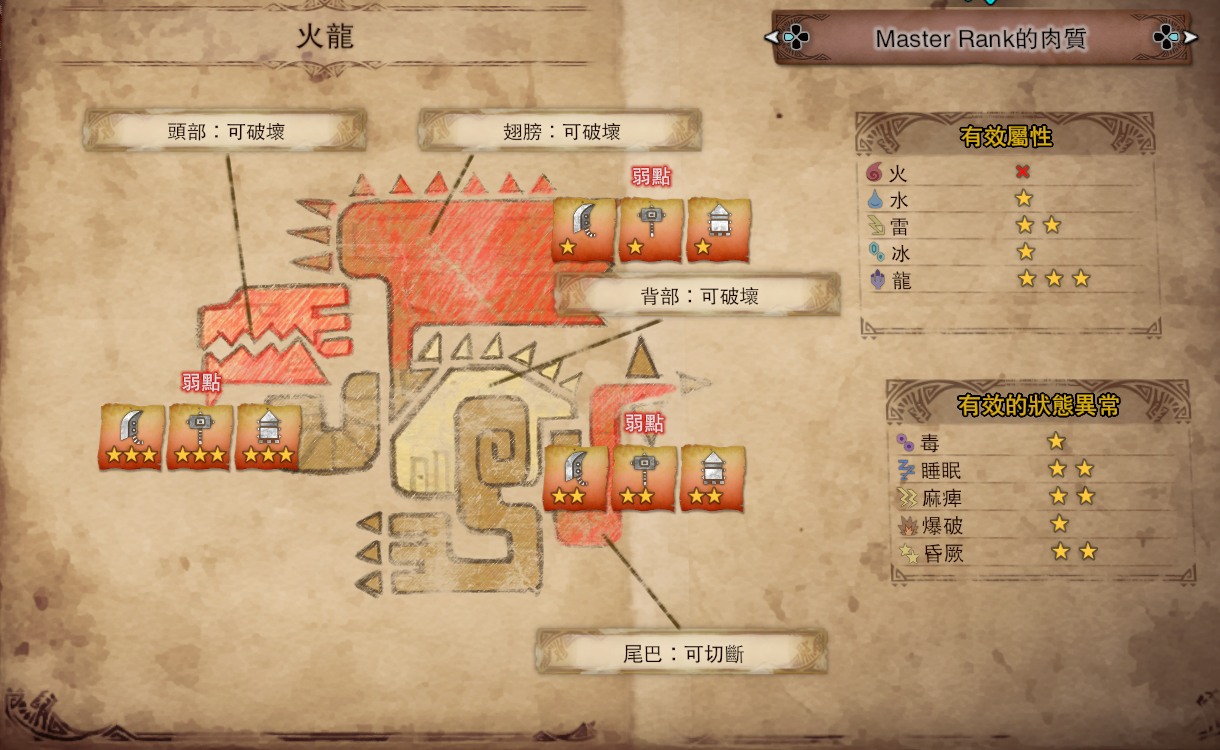 火龍
Master Rank的肉質
頭部：可破壞
翅膀：可破壞
有效屬性
弱點
火
水
雷
冰
龍
背部：可破壞
弱點
弱點
有效的狀態異常
毒
睡眠
麻痺
爆破
昏厥
尾巴：可切斷